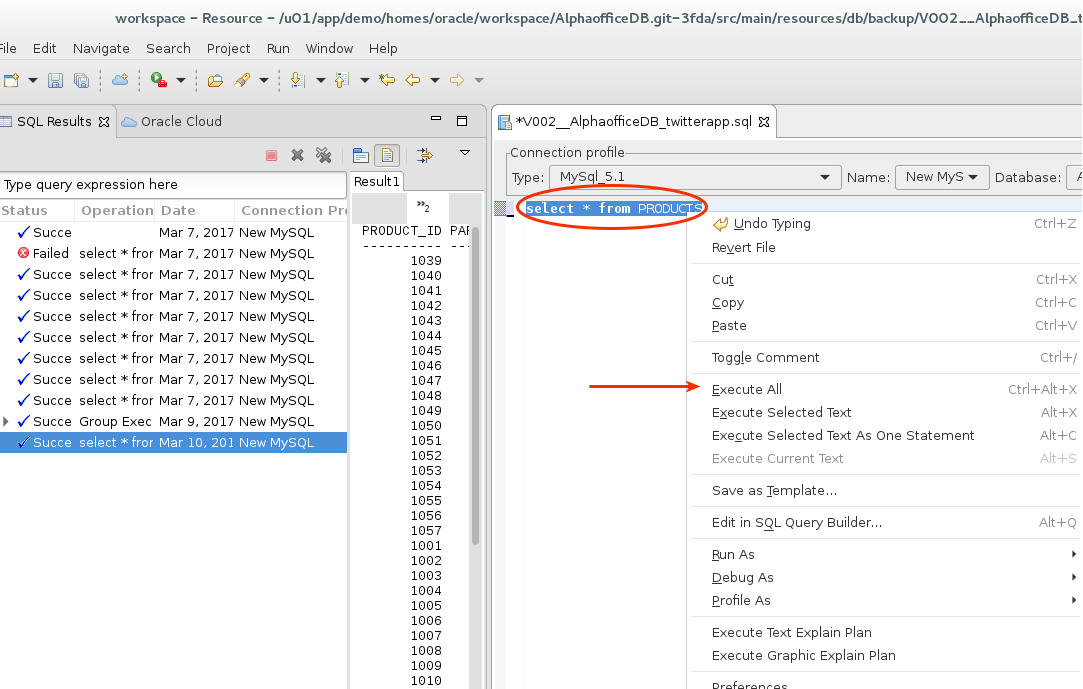 workspace – Resource – /u01/app/demo/homes/oracle/workspace/AlphaofficeDB.git-3fda/src/main/resources/db/backup/V002__AlphaofficeDB_t
File Edit Navigate Search Project Run Window Help
SQL Results
Oracle Cloud
*V002__AlphaofficeDB_twitterapp.sql
Type query expression here
Status Operation Date Connection Pro
Succe Mar 7, 2017 New MySQL
Failed select * fror Mar 7, 2017 New MySQL
Succe select * fror Mar 7, 2017 New MySQL
Succe select * fror Mar 7, 2017 New MySQL
Succe select * fror Mar 7, 2017 New MySQL
Succe select * fror Mar 7, 2017 New MySQL
Succe select * fror Mar 7, 2017 New MySQL
Succe select * fror Mar 7, 2017 New MySQL
Succe select * fror Mar 7, 2017 New MySQL
Succe Group Exec Mar 9, 2017 New MySQL
Succe select * fror Mar 10, 201 New MySQL
Result1
»2
PRODUCT_ID PAR
---------- ---
1039
1040
1041
1042
1043
1044
1045
1046
1047
1048
1049
1050
1051
1052
1053
1054
1055
1056
1057
1001
1002
1003
1004
1005
1006
1007
1008
1009
1010
Connection profile
Type: MySql_5.1 Name: New MyS Database: A
select * from PRODUCTS
Undo Typing Ctrl+Z
Revert File
Cut Ctrl+X
Copy Ctrl+C
Paste Ctrl+V
Toggle Comment Ctrl+/
Execute All Ctrl+Alt+X
Execute Selected Text Alt+X
Execute Selected Text As One Statement Alt+C
Execute Current Text Alt+S
Save as Template...
Edit in SQL Query Builder... Alt+Q
Run As
Debug As
Profile As
Execute Text Explain Plan
Execute Graphic Explain Plan
Preferences